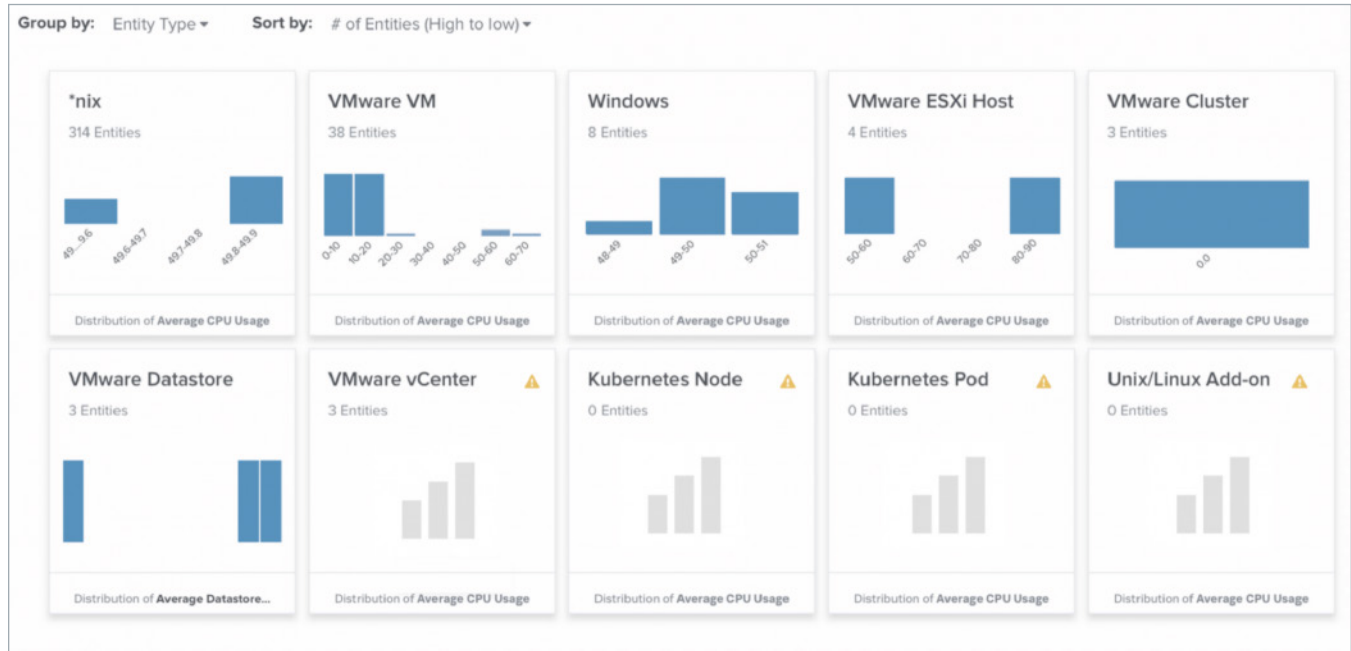 Group by: Entity Type Sort by: # of Entities (High to low)
*nix
314 Entities
49....9.6
49.6-49.7
49.7-49.8
49.8-49.9
Distribution of Average CPU Usage
VMware VM
38 Entities
0-10
10-20
20-30
30-40
40-50
50-60
60-70
Distribution of Average CPU Usage
Windows
8 Entities
48-49
49-50
50-51
Distribution of Average CPU Usage
VMware ESXi Host
4 Entities
50-60
60-70
70-80
80-90
Distribution of Average CPU Usage
VMware Cluster
3 Entities
0.0
Distribution of Average CPU Usage
VMware Datastore
3 Entities
Distribution of Average Datastore...
VMware vCenter
3 Entities
Distribution of Average CPU Usage
Kubernetes Node
0 Entities
Distribution of Average CPU Usage
Kubernetes Pod
0 Entities
Distribution of Average CPU Usage
Unix/Linux Add-on
0 Entities
Distribution of Average CPU Usage